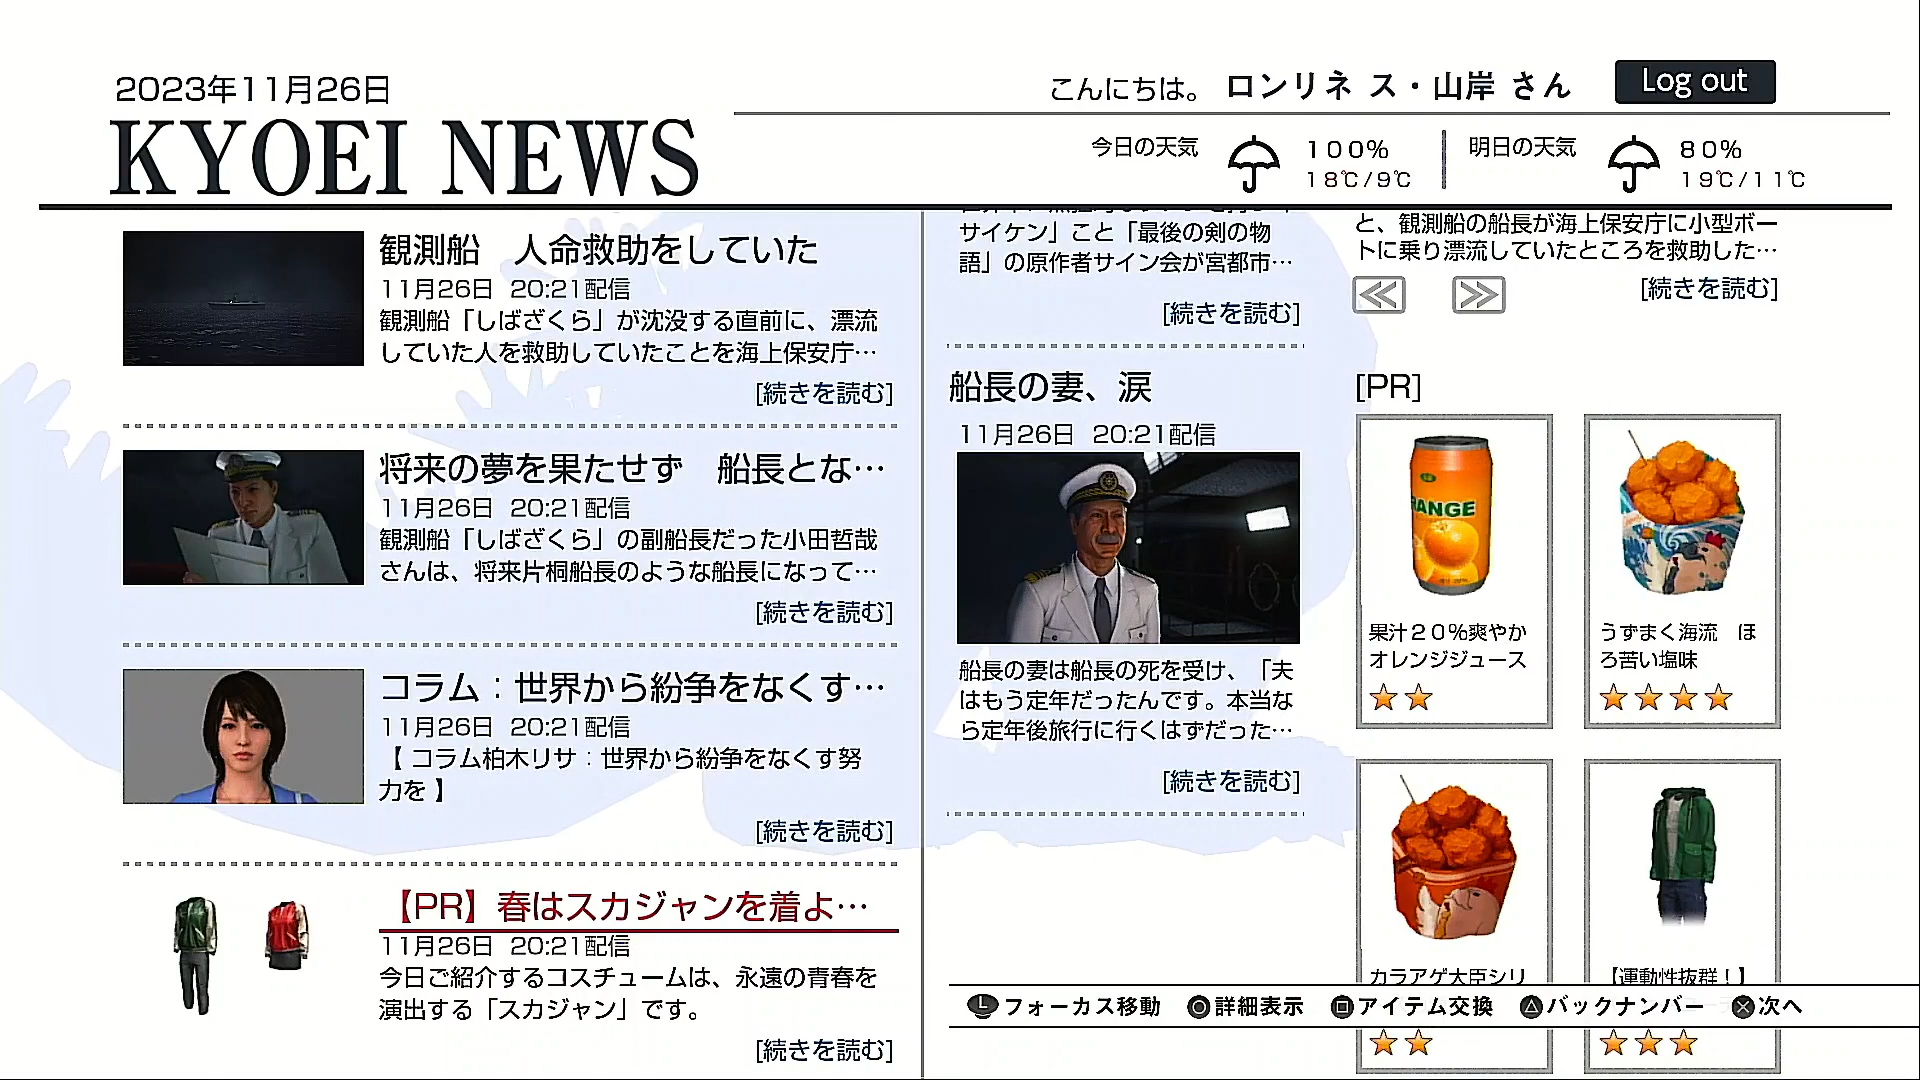 2023年11月26日
KYOEI NEWS
こんにちは。 ロンリネ ス・山岸 さん
Log out
今日の天気
100%
18℃/9℃
明日の天気
80%
19℃/11℃
観測船　人命救助をしていた
11月26日 20:21配信
観測船「しばざくら」が沈没する直前に、漂流
していた人を救助していたことを海上保安庁…
[続きを読む]
将来の夢を果たせず　船長とな…
11月26日 20:21配信
観測船「しばざくら」の副船長だった小田哲哉
さんは、将来片桐船長のような船長になって…
[続きを読む]
コラム：世界から紛争をなくす…
11月26日 20:21配信
【 コラム柏木リサ：世界から紛争をなくす努
力を 】
[続きを読む]
【PR】春はスカジャンを着よ…
11月26日 20:21配信
今日ご紹介するコスチュームは、永遠の青春を
演出する「スカジャン」です。
[続きを読む]
サイケン」こと「最後の剣の物
語」の原作者サイン会が宮都市…
[続きを読む]
船長の妻、涙
11月26日 20:21配信
船長の妻は船長の死を受け、「夫
はもう定年だったんです。本当な
ら定年後旅行に行くはずだった…
[続きを読む]
と、観測船の船長が海上保安庁に小型ボー
トに乗り漂流していたところを救助した…
[続きを読む]
[PR]
RANGE
果汁２０％爽やか
オレンジジュース
うずまく海流　ほ
ろ苦い塩味
カラアゲ大臣シリ
【運動性抜群！】
L フォーカス移動 詳細表示 アイテム交換 バックナンバー 次へ